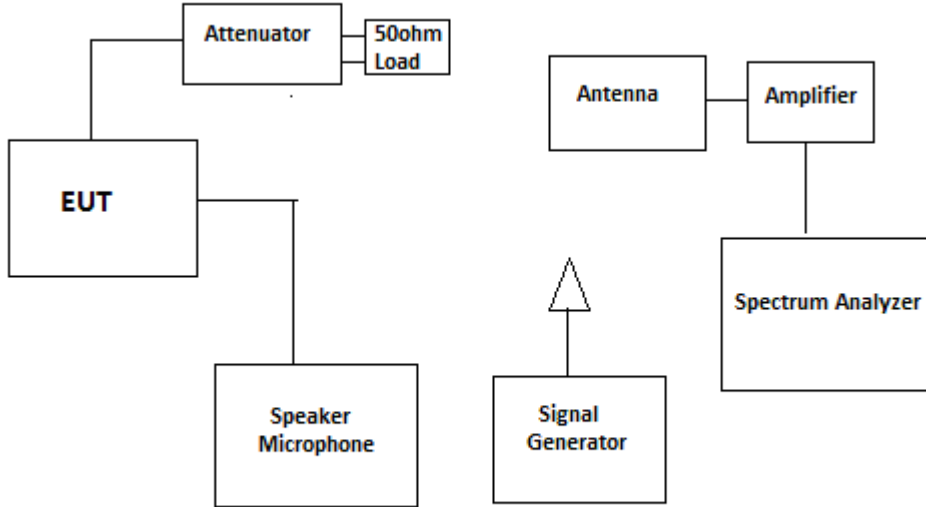 Attenuator
50ohm
Load
Antenna
Amplifier
EUT
Spectrum Analyzer
Speaker
Microphone
Signal
Generator